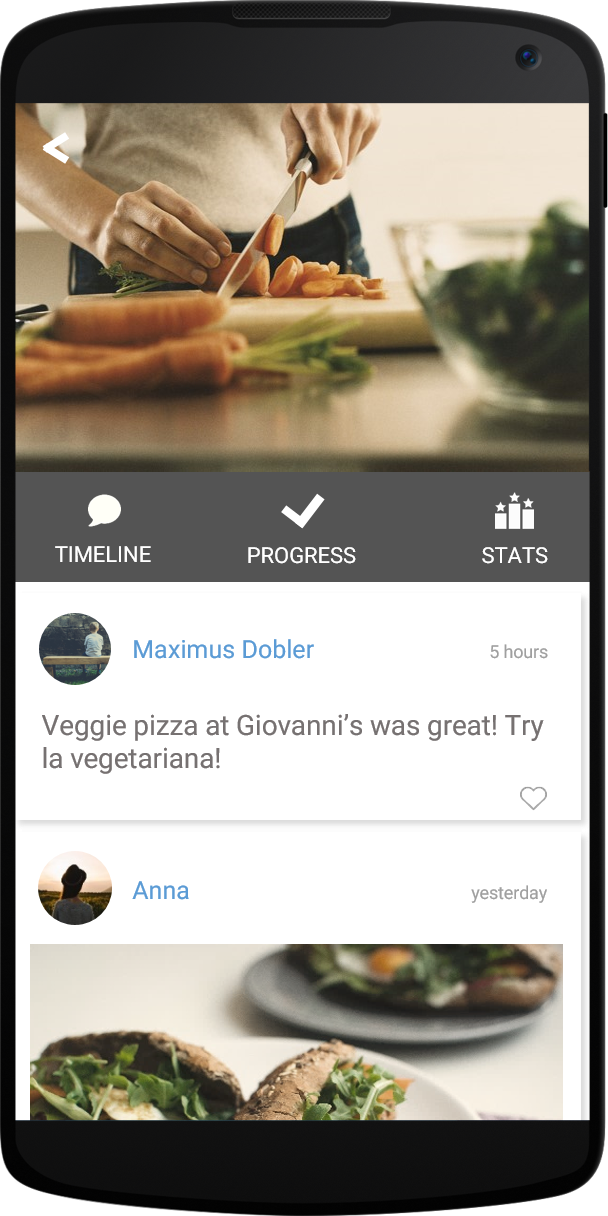 TIMELINE
PROGRESS
STATS
Maximus Dobler
5 hours
Veggie pizza at Giovanni’s was great! Try
la vegetariana!
Anna
yesterday